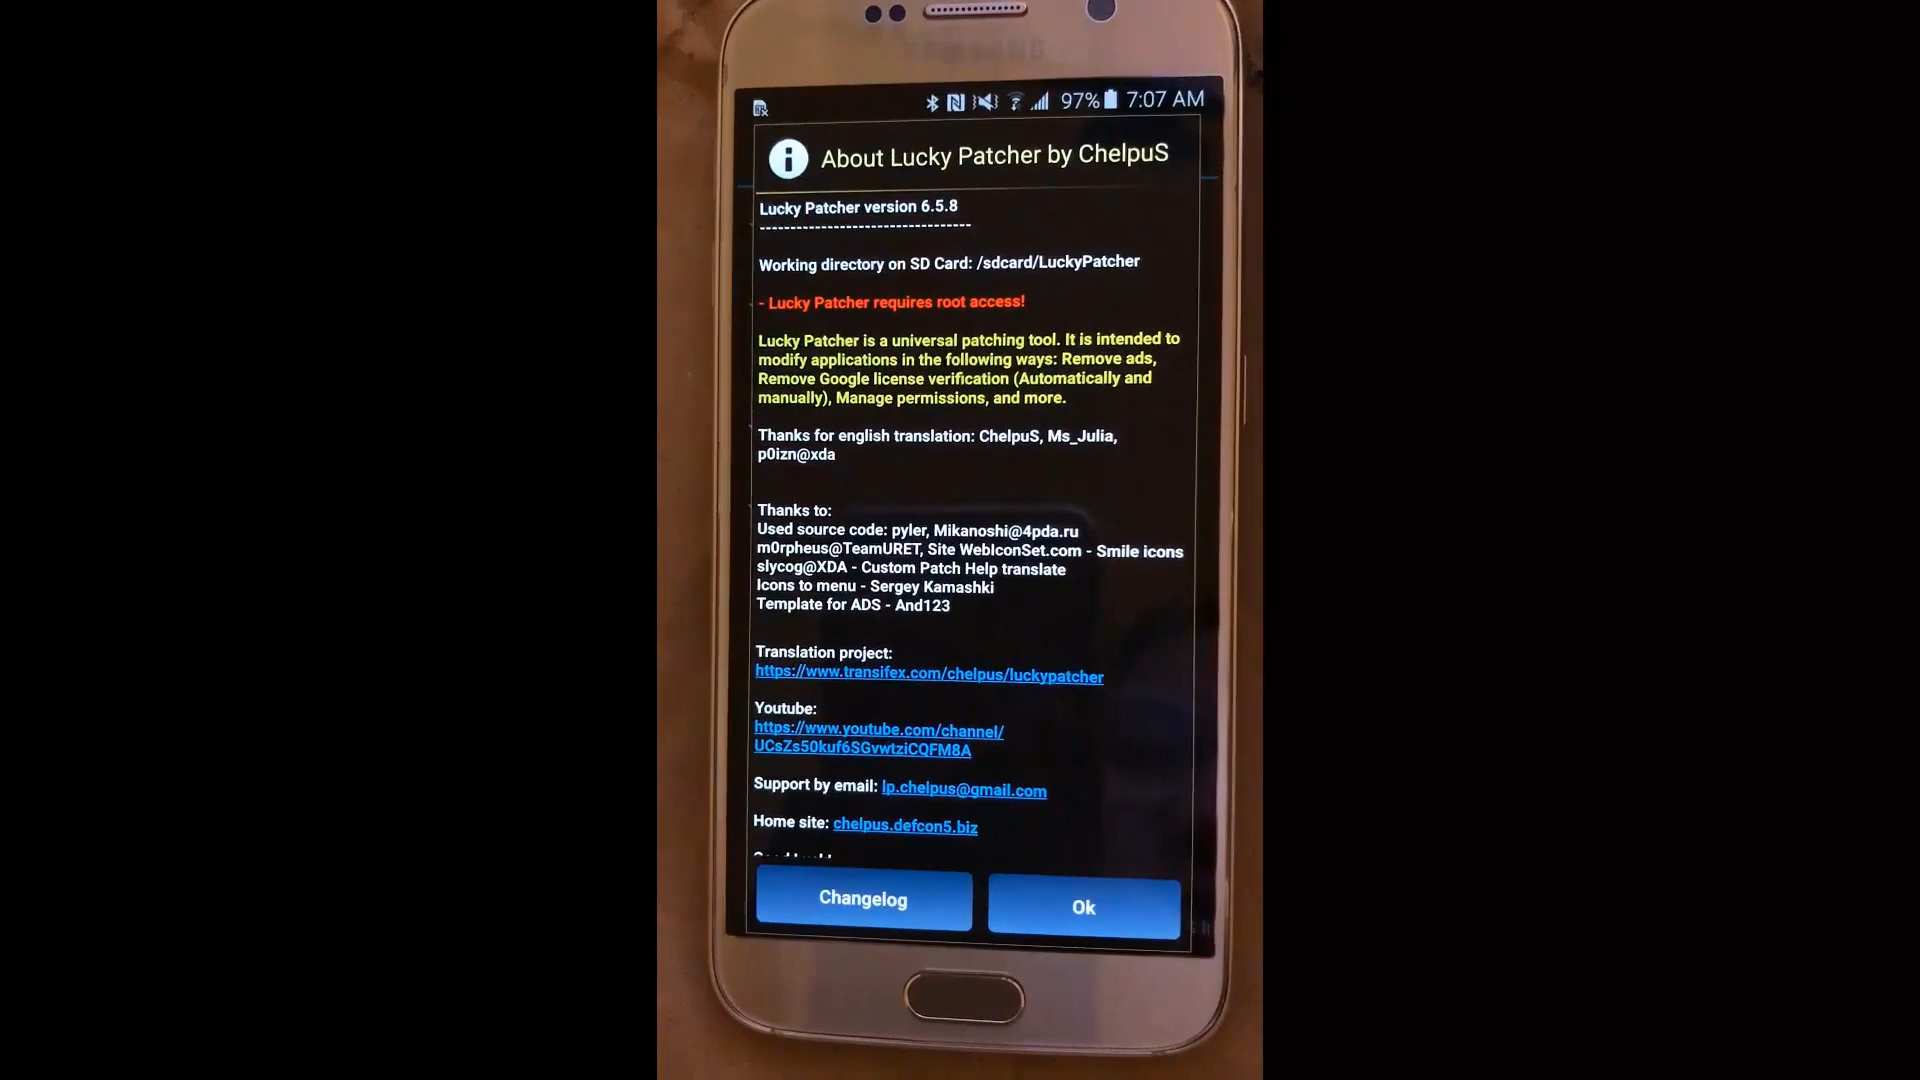 SAMSUNG
97% 7:07 AM
About Lucky Patcher by ChelpuS
Lucky Patcher version 6.5.8
----------------------------------
Working directory on SD Card: /sdcard/LuckyPatcher
- Lucky Patcher requires root access!
Lucky Patcher is a universal patching tool. It is intended to
modify applications in the following ways: Remove ads,
Remove Google license verification (Automatically and
manually), Manage permissions, and more.
Thanks for english translation: ChelpuS, Ms_Julia,
p0izn@xda
Thanks to:
Used source code: pyler, Mikanoshi@4pda.ru
m0rpheus@TeamURET, Site WebIconSet.com - Smile icons
slycog@XDA - Custom Patch Help translate
Icons to menu - Sergey Kamashki
Template for ADS - And123
Translation project:
https://www.transifex.com/chelpus/luckypatcher
Youtube:
https://www.youtube.com/channel/
UCsZs50kuf6SGvwtziCQFM8A
Support by email: lp.chelpus@gmail.com
Home site: chelpus.defcon5.biz
Changelog
Ok